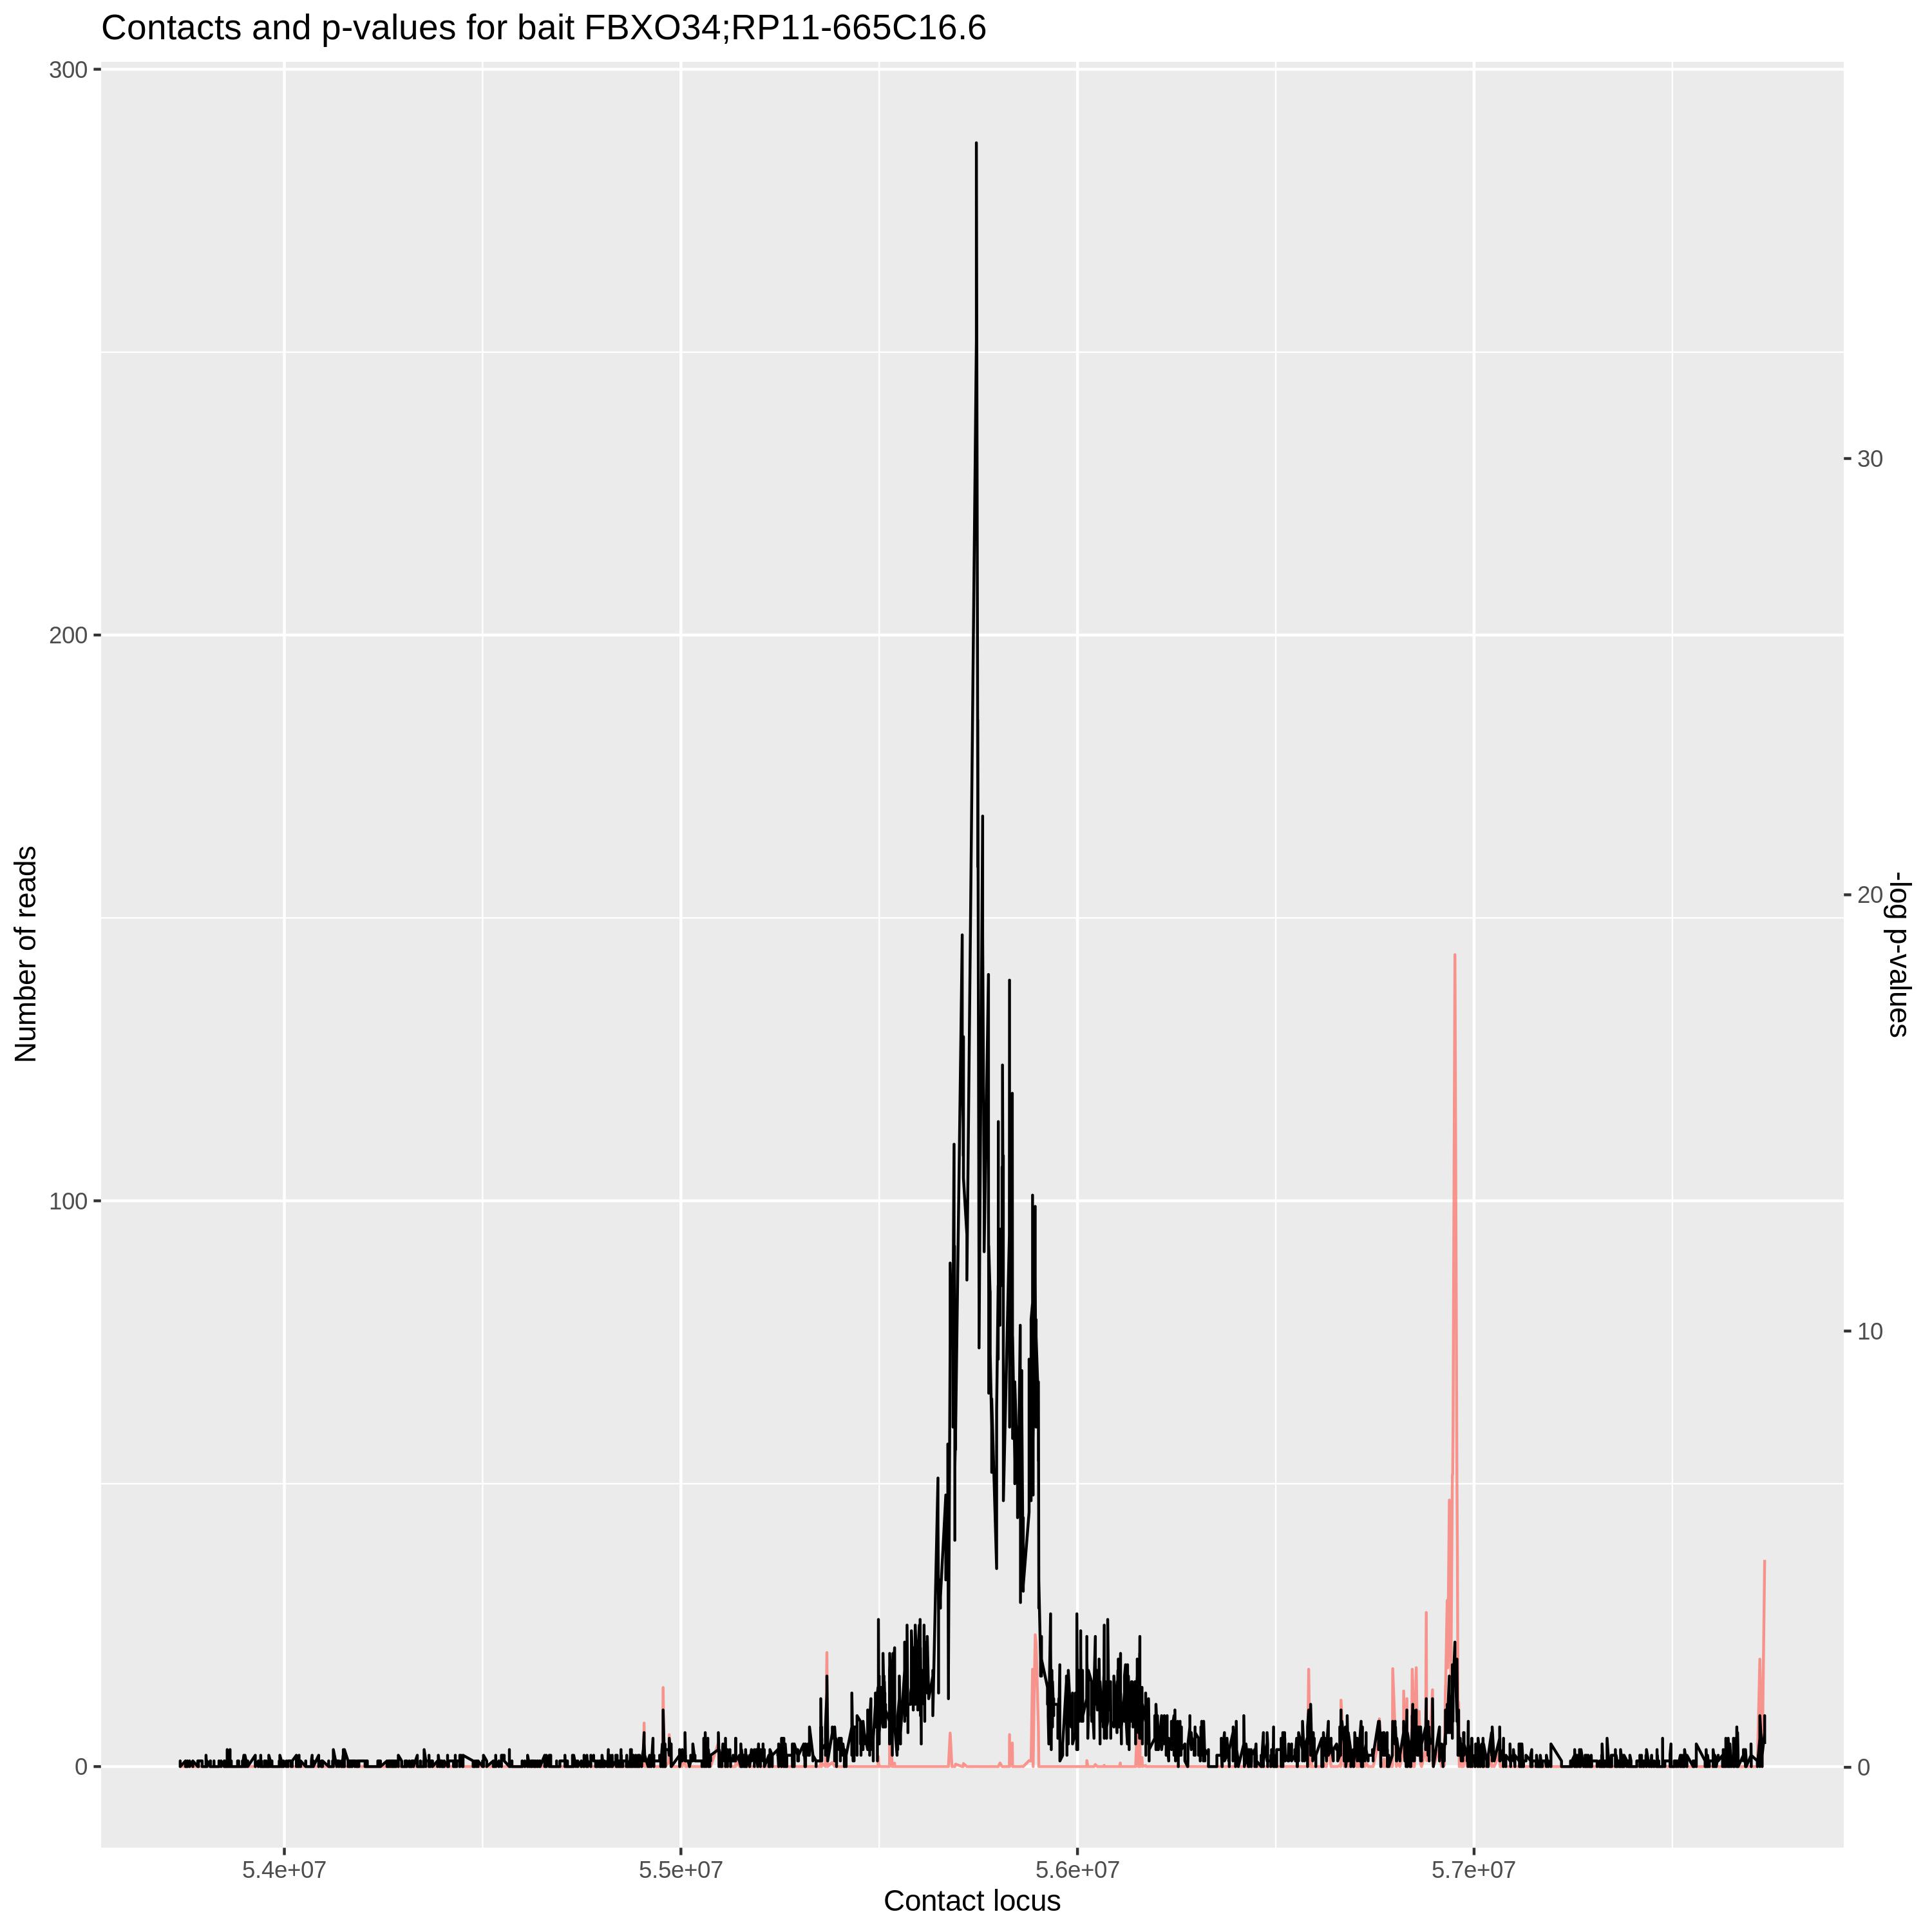 Contacts and p-values for bait FBXO34;RP11-665C16.6
300
200
100
0
Number of reads
30
20
10
0
-log p-values
5.4e+07
5.5e+07
5.6e+07
5.7e+07
Contact locus